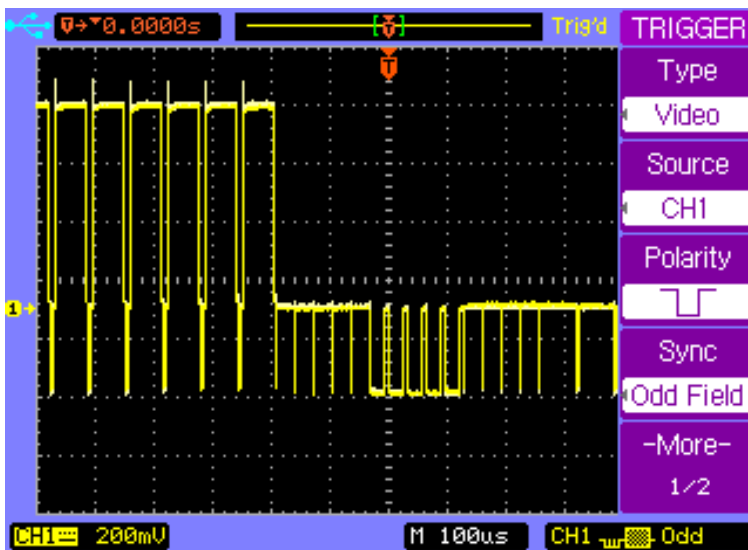 →▼0.0000s Trig'd TRIGGER
T
Type
Video
Source
CH1
Polarity
1
Sync
Odd Field
-More-
1/2
CH1 200mV M 100us CH1 Odd